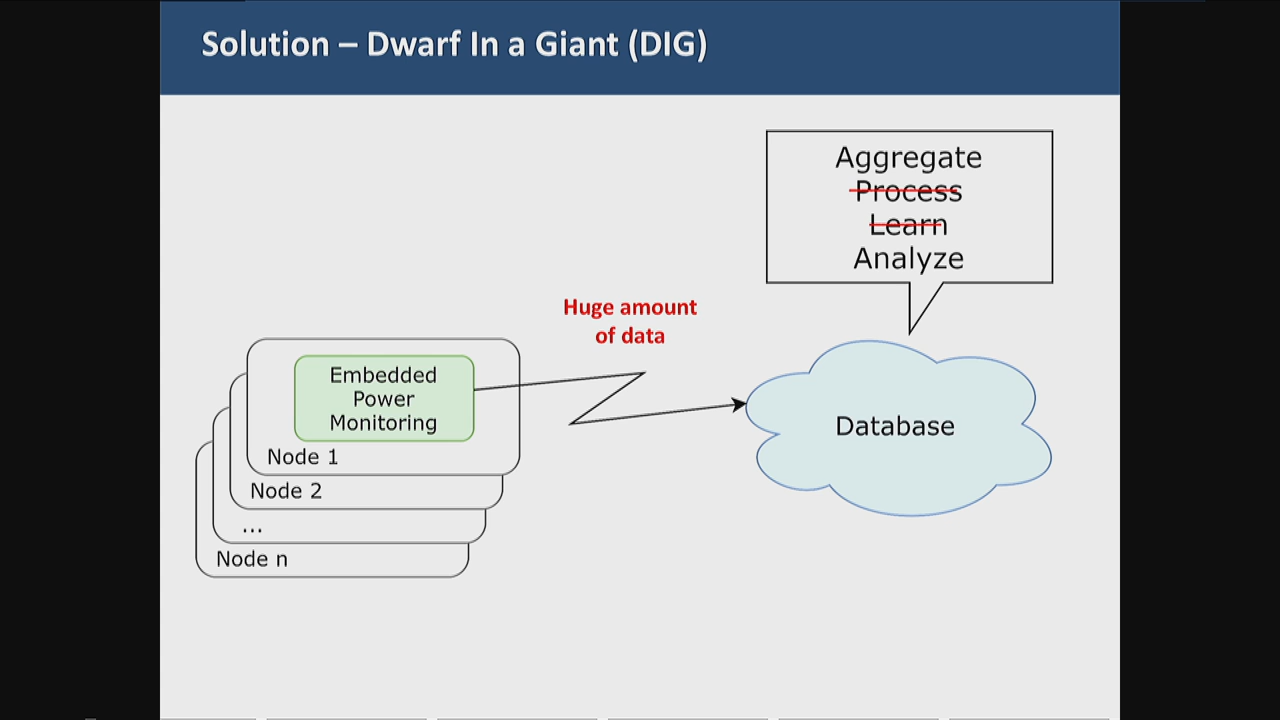 Solution – Dwarf In a Giant (DIG)
Aggregate
Process
Learn
Analyze
Huge amount
of data
Embedded
Power
Monitoring
Node 1
Node 2
...
Node n
Database